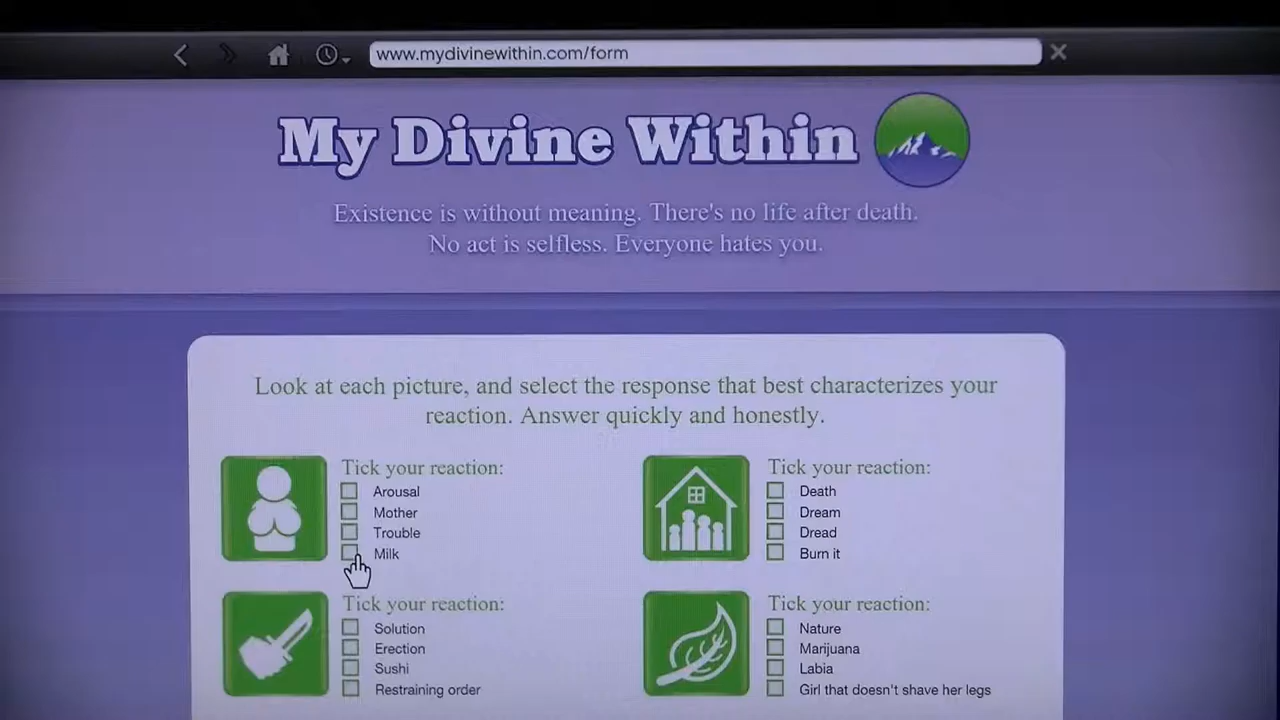 www.mydivinewithin.com/form
My Divine Within
Existence is without meaning. There's no life after death.
No act is selfless. Everyone hates you.
Look at each picture, and select the response that best characterizes your
reaction. Answer quickly and honestly.
Tick your reaction:
Arousal
Mother
Trouble
Milk
Tick your reaction:
Death
Dream
Dread
Burn it
Tick your reaction:
Solution
Erection
Sushi
Restraining order
Tick your reaction:
Nature
Marijuana
Labia
Girl that doesn't shave her legs